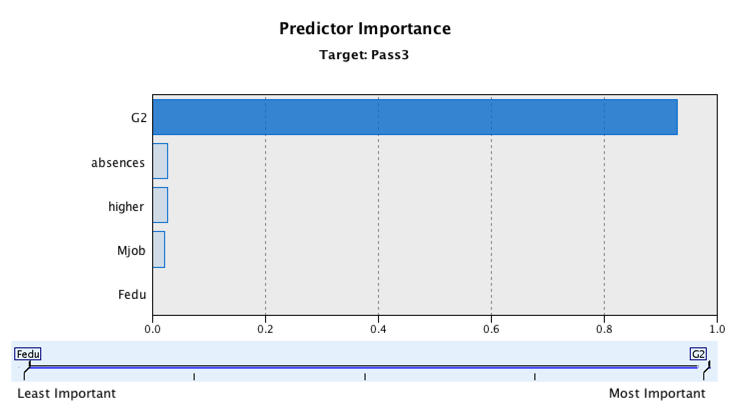 Predictor Importance
Target: Pass3
G2
absences
higher
Mjob
Fedu
0.0 0.2 0.4 0.6 0.8 1.0
Fedu G2
Least Important Most Important